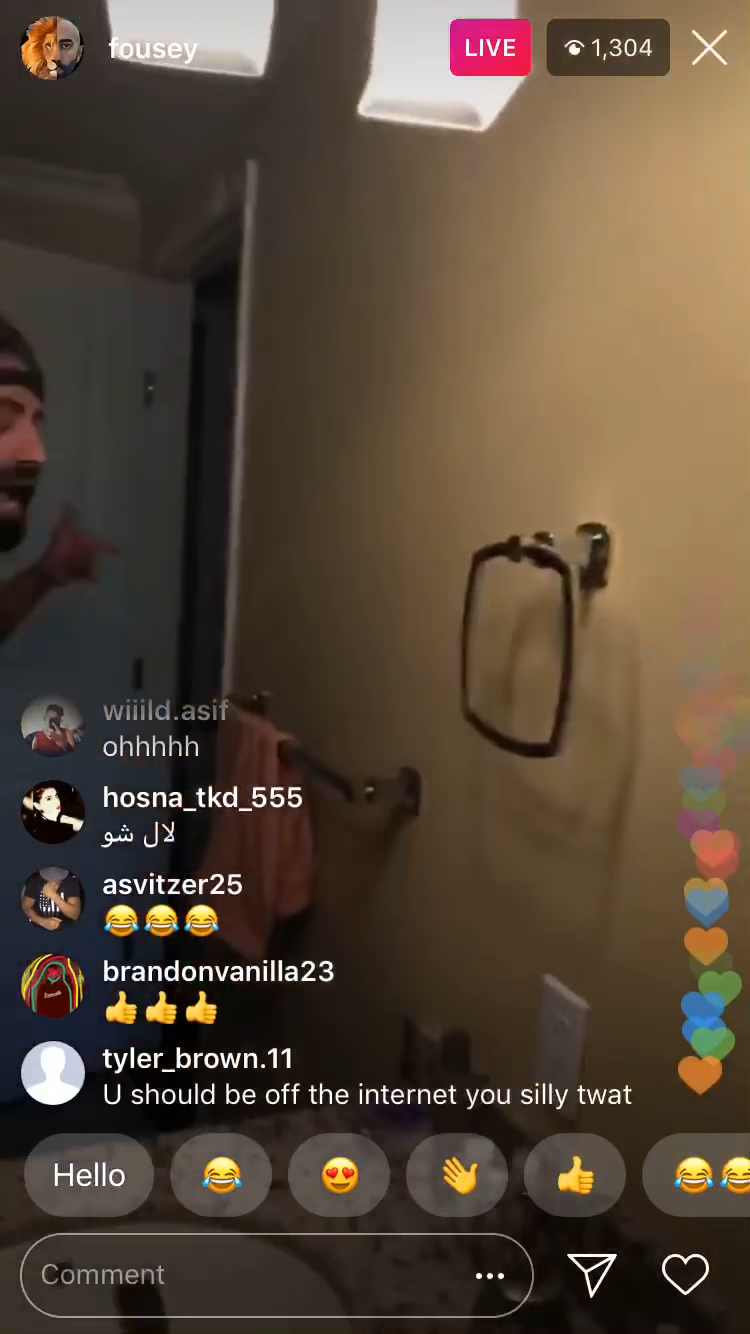 fousey
LIVE
1,304
wiiild.asif
ohhhhh
hosna_tkd_555
لال شو
asvitzer25
😂😂😂
brandonvanilla23
👍👍👍
tyler_brown.11
U should be off the internet you silly twat
Hello
Comment